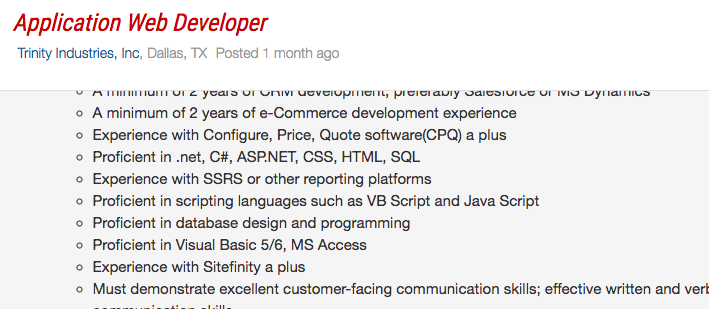 Application Web Developer
Trinity Industries, Inc, Dallas, TX Posted 1 month ago
A minimum of 2 years of CRM development, preferably Salesforce or MS Dynamics
A minimum of 2 years of e-Commerce development experience
Experience with Configure, Price, Quote software(CPQ) a plus
Proficient in .net, C#, ASP.NET, CSS, HTML, SQL
Experience with SSRS or other reporting platforms
Proficient in scripting languages such as VB Script and Java Script
Proficient in database design and programming
Proficient in Visual Basic 5/6, MS Access
Experience with Sitefinity a plus
Must demonstrate excellent customer-facing communication skills; effective written and verb
communication skills